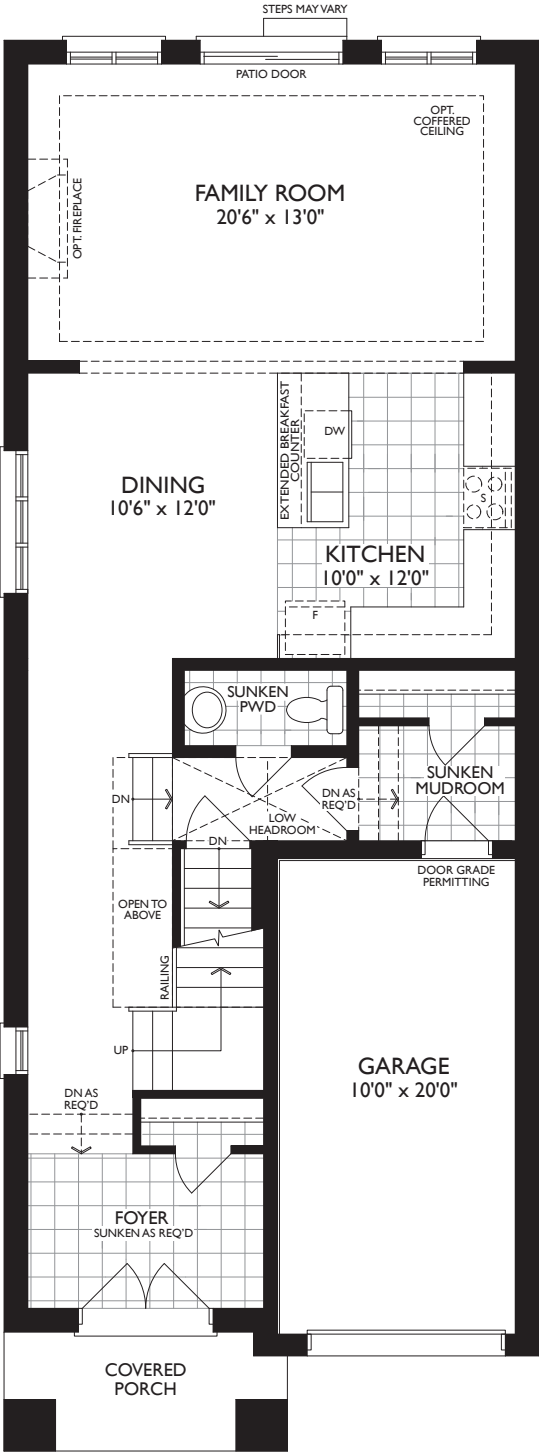 STEPS MAY VARY
PATIO DOOR
OPT.
COFFERED
CEILING
FAMILY ROOM
20'6" x 13'0"
OPT. FIREPLACE
EXTENDED BREAKFAST
COUNTER
DW
DINING
10'6" x 12'0"
S
KITCHEN
10'0" x 12'0"
F
SUNKEN
PWD
SUNKEN
MUDROOM
DN
DN AS
REQ'D
LOW
HEADROOM
DN
DOOR GRADE
PERMITTING
OPEN TO
ABOVE
RAILING
UP
GARAGE
10'0" x 20'0"
DN AS
REQ'D
FOYER
SUNKEN AS REQ'D
COVERED
PORCH